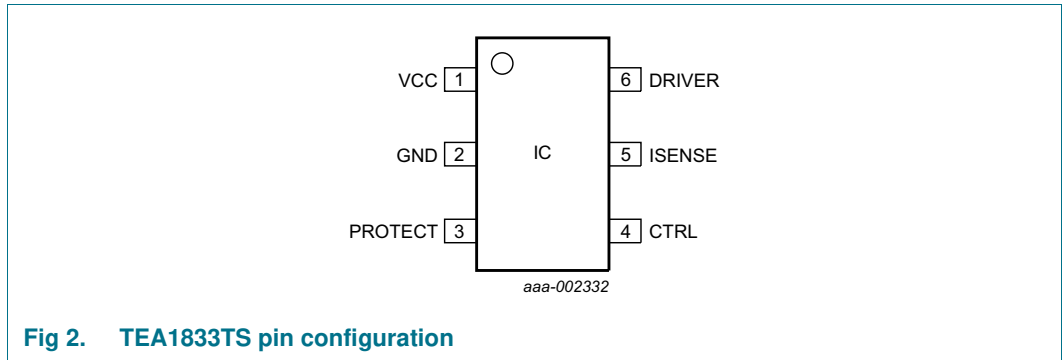 VCC 1 6 DRIVER
GND 2 IC 5 ISENSE
PROTECT 3 4 CTRL
aaa-002332
Fig 2. TEA1833TS pin configuration